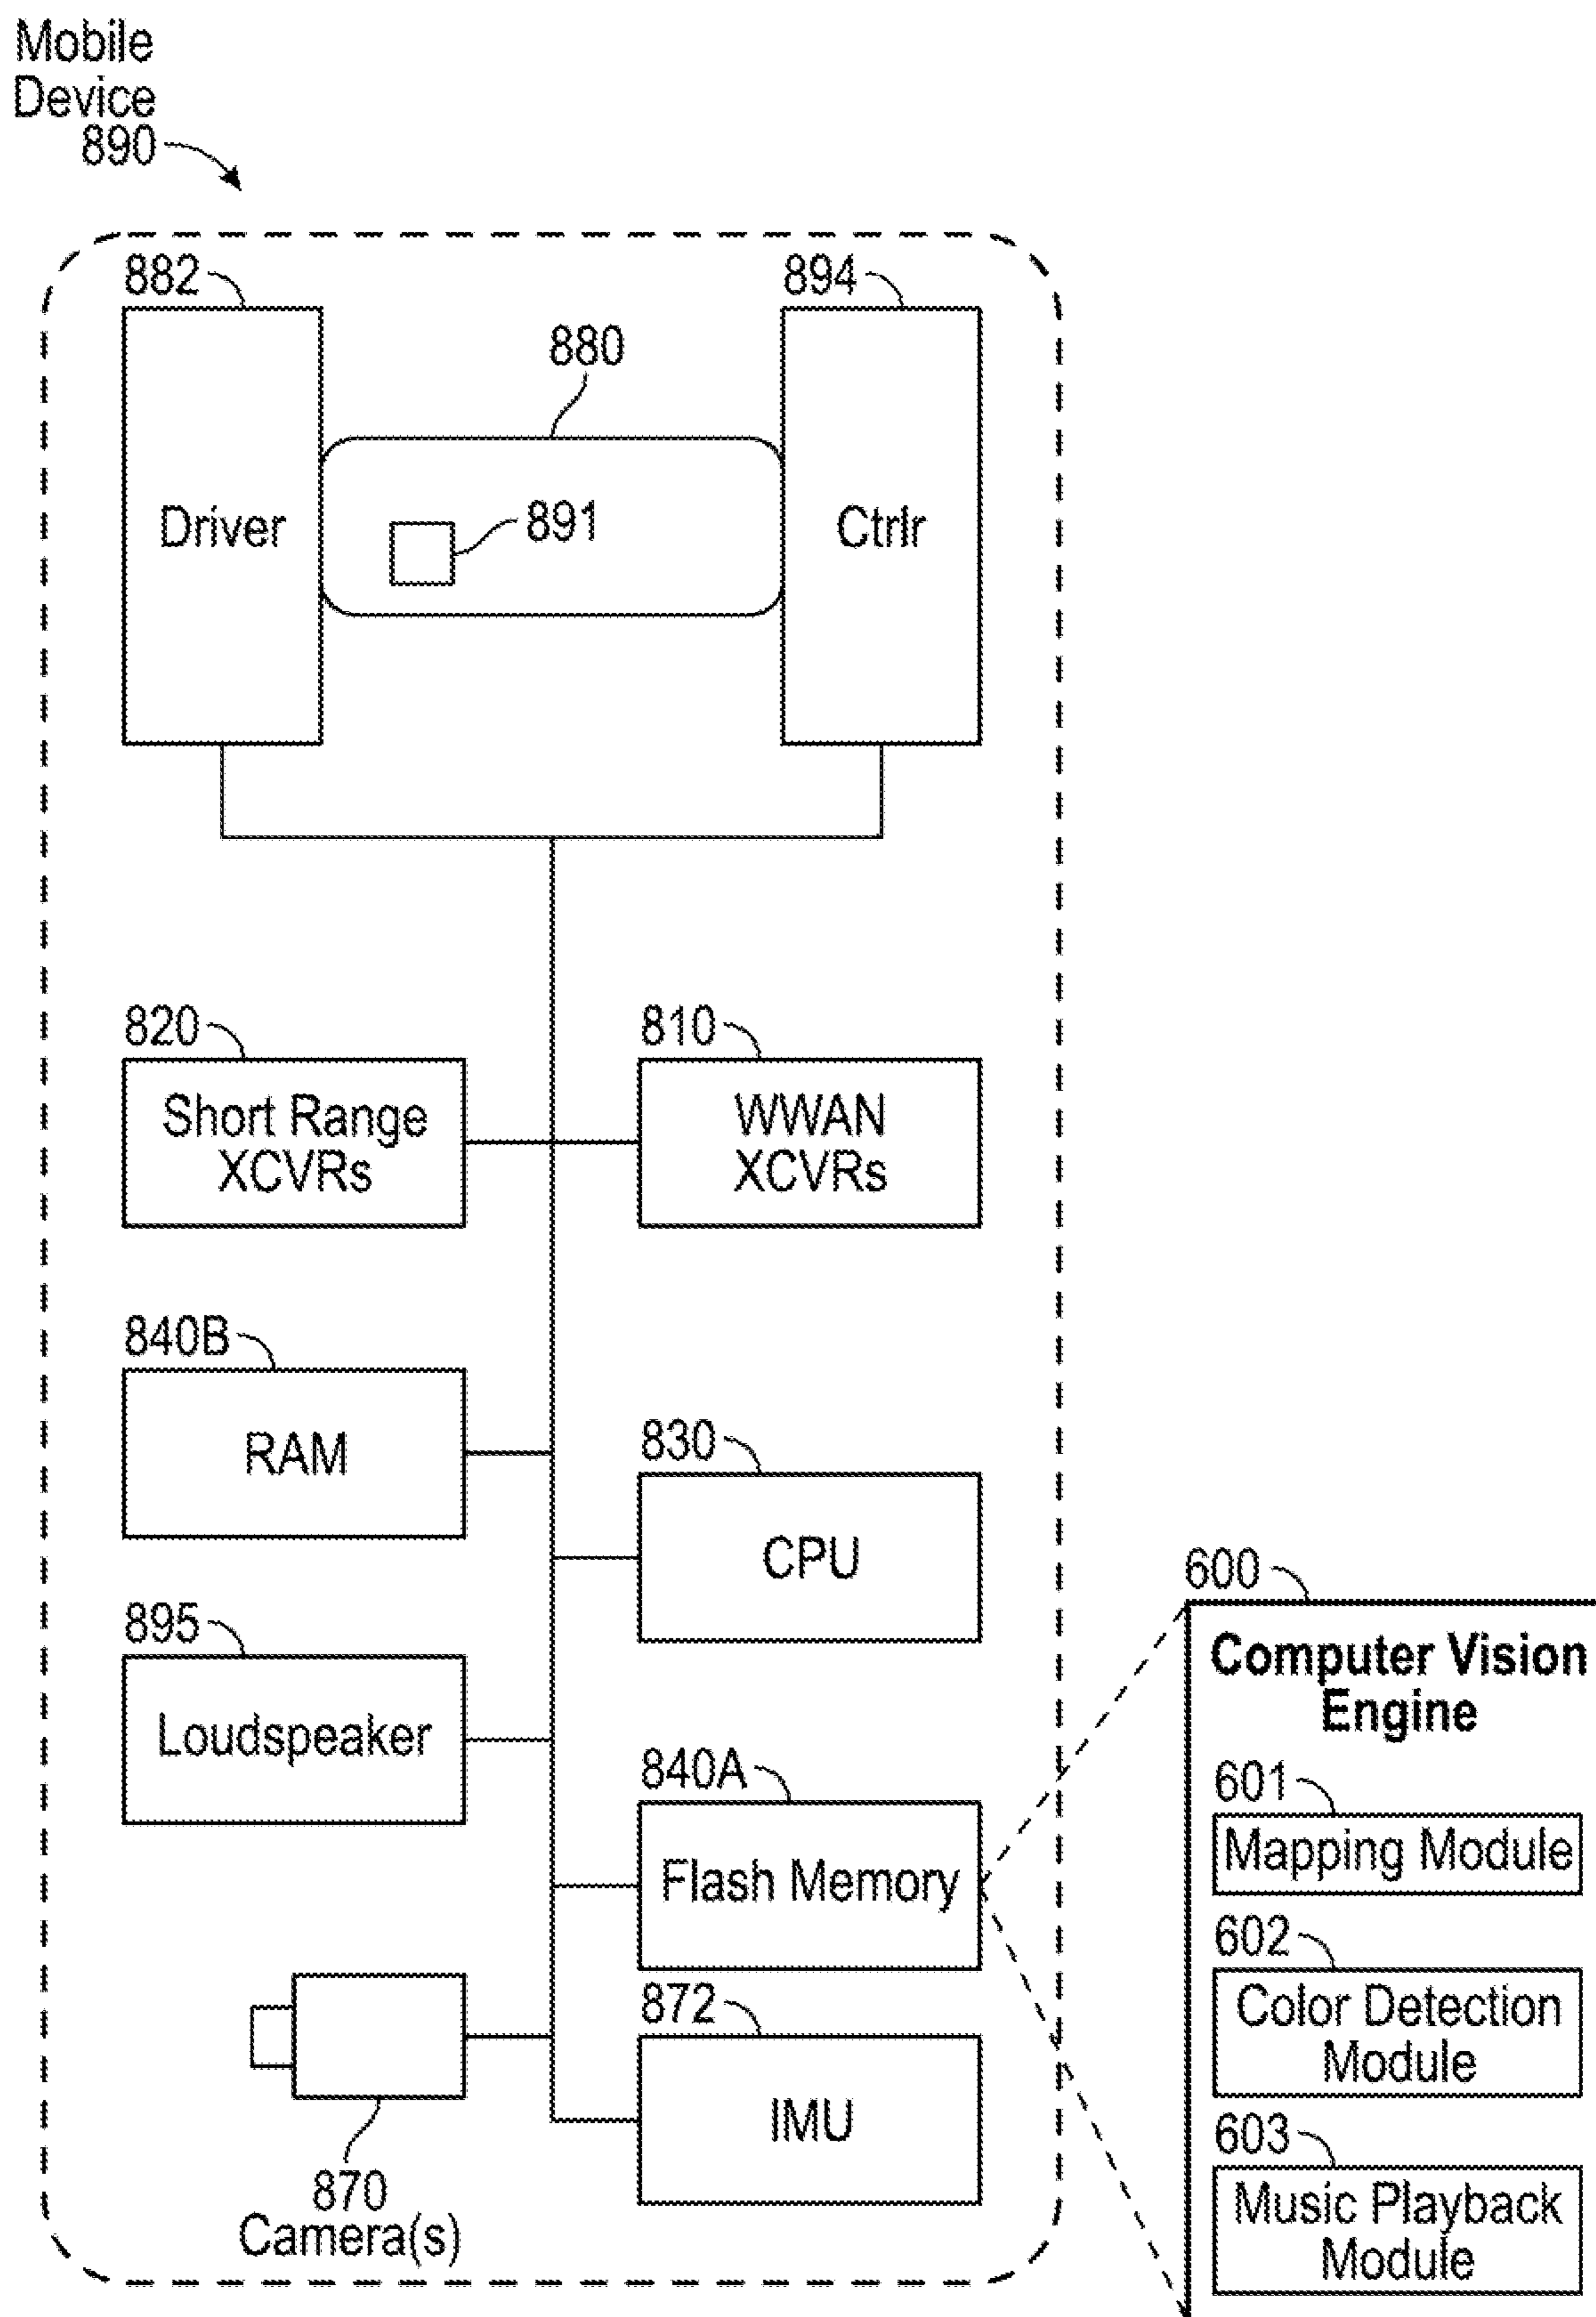 Mobile
Device
890
882
894
880
891
Driver
Ctrlr
820
810
Short Range
XCVRs
WWAN
XCVRs
840B
RAM
830
CPU
895
Loudspeaker
840A
Flash Memory
872
IMU
870
Camera(s)
600
Computer Vision
Engine
601
Mapping Module
602
Color Detection
Module
603
Music Playback
Module